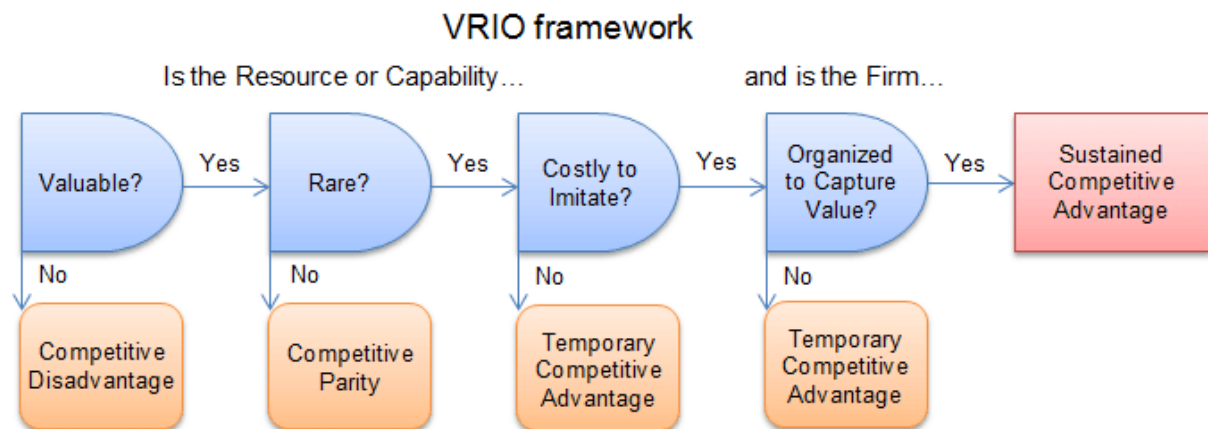 VRIO framework
Is the Resource or Capability…
and is the Firm…
Valuable?
Yes
Rare?
Yes
Costly to
Imitate?
Yes
Organized
to Capture
Value?
Yes
Sustained
Competitive
Advantage
No
No
No
No
Competitive
Disadvantage
Competitive
Parity
Temporary
Competitive
Advantage
Temporary
Competitive
Advantage